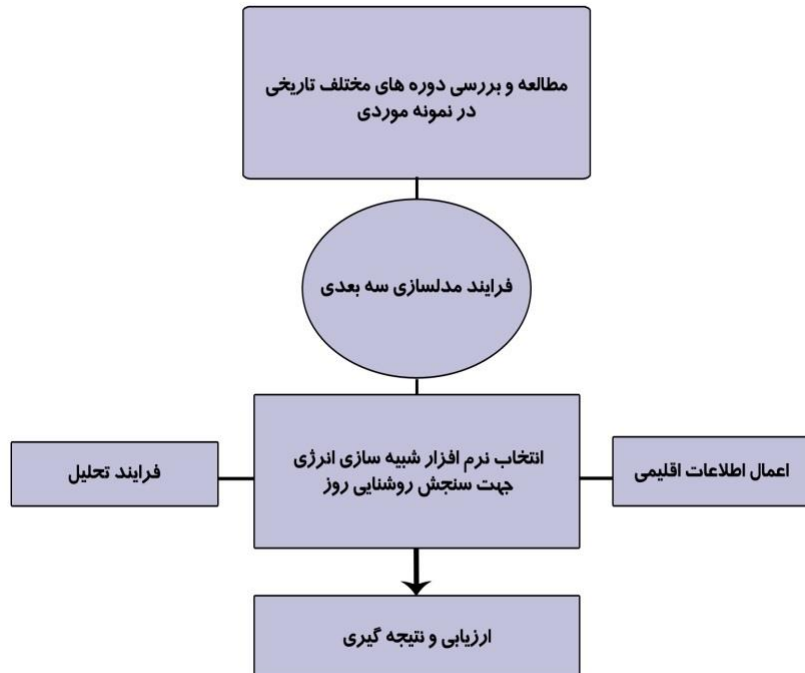 مطالعه و بررسی دوره های مختلف تاریخی
در نمونه موردی
فرایند مدلسازی سه بعدی
انتخاب نرم افزار شبیه سازی انرژی
جهت سنجش روشنایی روز
اعمال اطلاعات اقلیمی
فرایند تحلیل
ارزیابی و نتیجه گیری